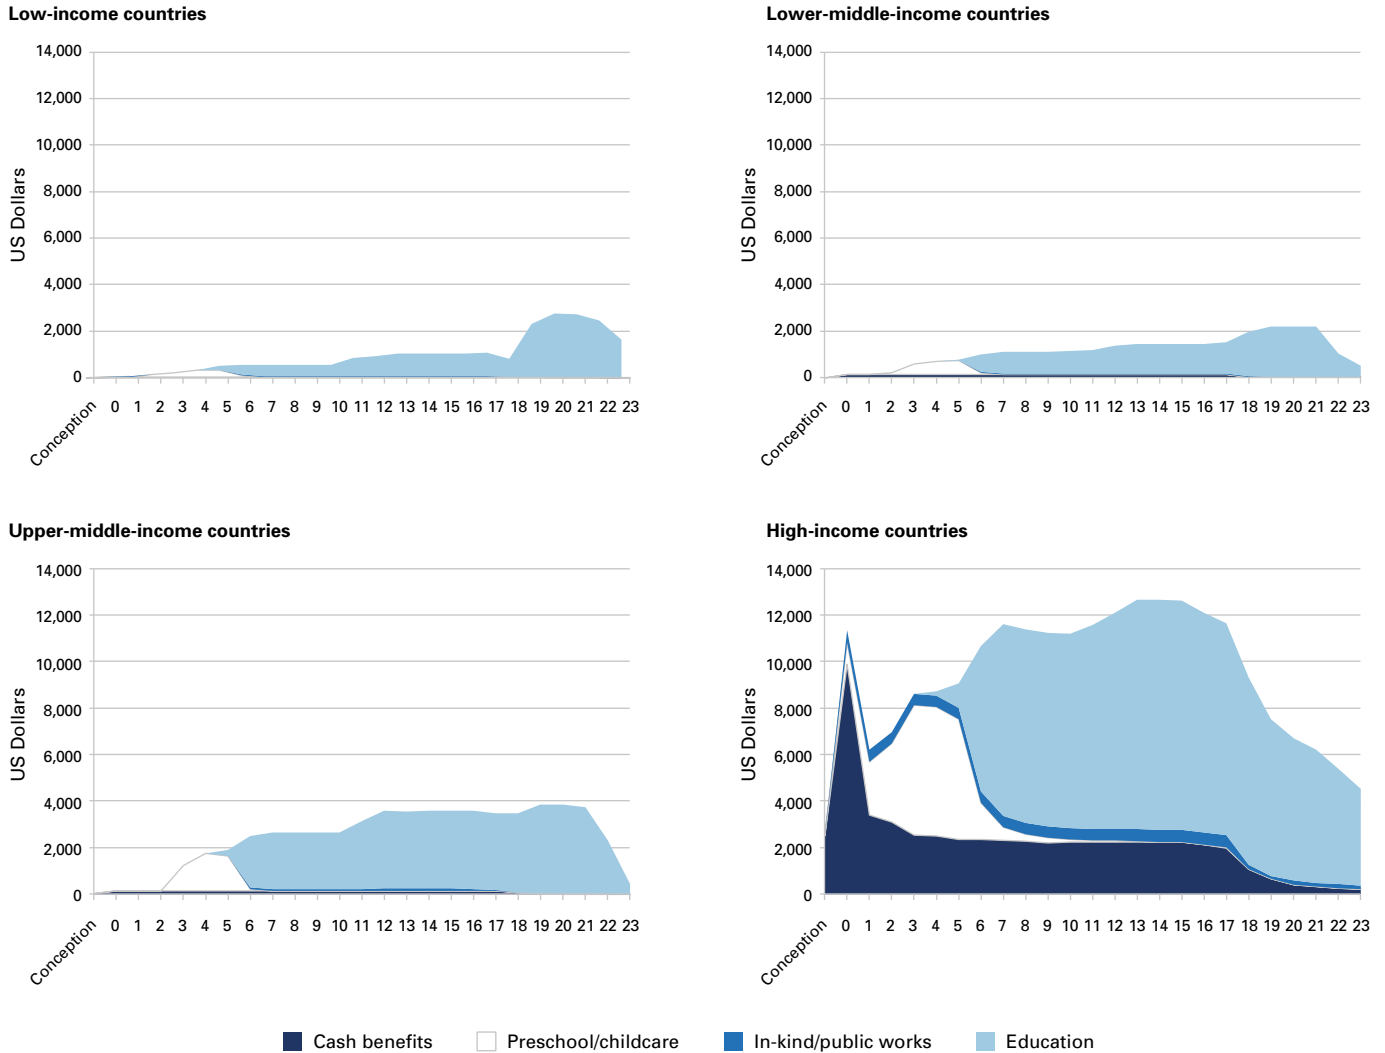 Low-income countries
14,000
12,000
10,000
8,000
6,000
4,000
2,000
0
US Dollars
Conception 0 1 2 3 4 5 6 7 8 9 10 11 12 13 14 15 16 17 18 19 20 21 22 23
Lower-middle-income countries
14,000
12,000
10,000
8,000
6,000
4,000
2,000
0
US Dollars
Conception 0 1 2 3 4 5 6 7 8 9 10 11 12 13 14 15 16 17 18 19 20 21 22 23
Upper-middle-income countries
14,000
12,000
10,000
8,000
6,000
4,000
2,000
0
US Dollars
Conception 0 1 2 3 4 5 6 7 8 9 10 11 12 13 14 15 16 17 18 19 20 21 22 23
High-income countries
14,000
12,000
10,000
8,000
6,000
4,000
2,000
0
US Dollars
Conception 0 1 2 3 4 5 6 7 8 9 10 11 12 13 14 15 16 17 18 19 20 21 22 23
Cash benefits Preschool/childcare In-kind/public works Education